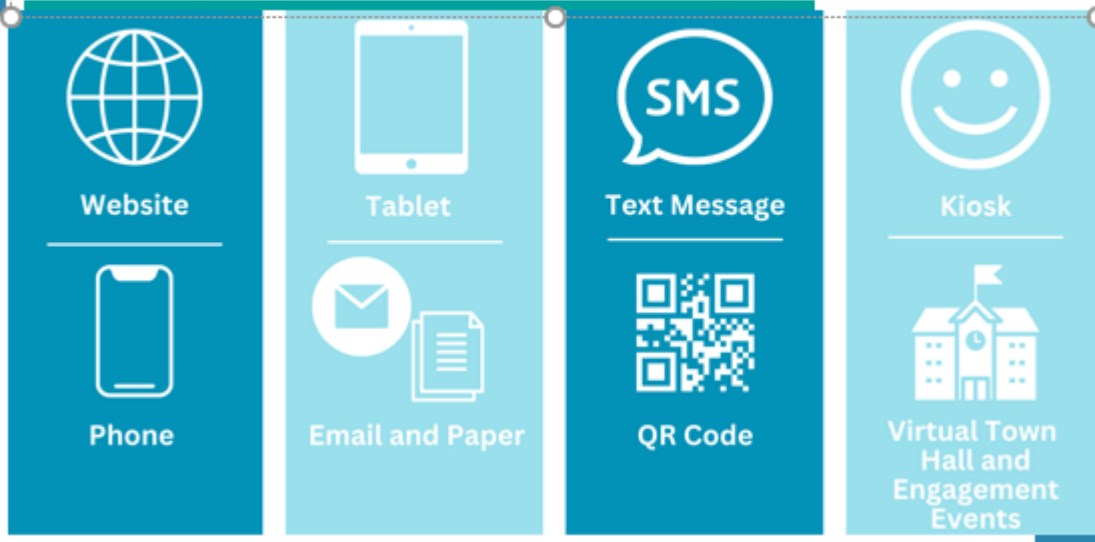 Website
Tablet
SMS
Text Message
Kiosk
Phone
Email and Paper
QR Code
Virtual Town
Hall and
Engagement
Events